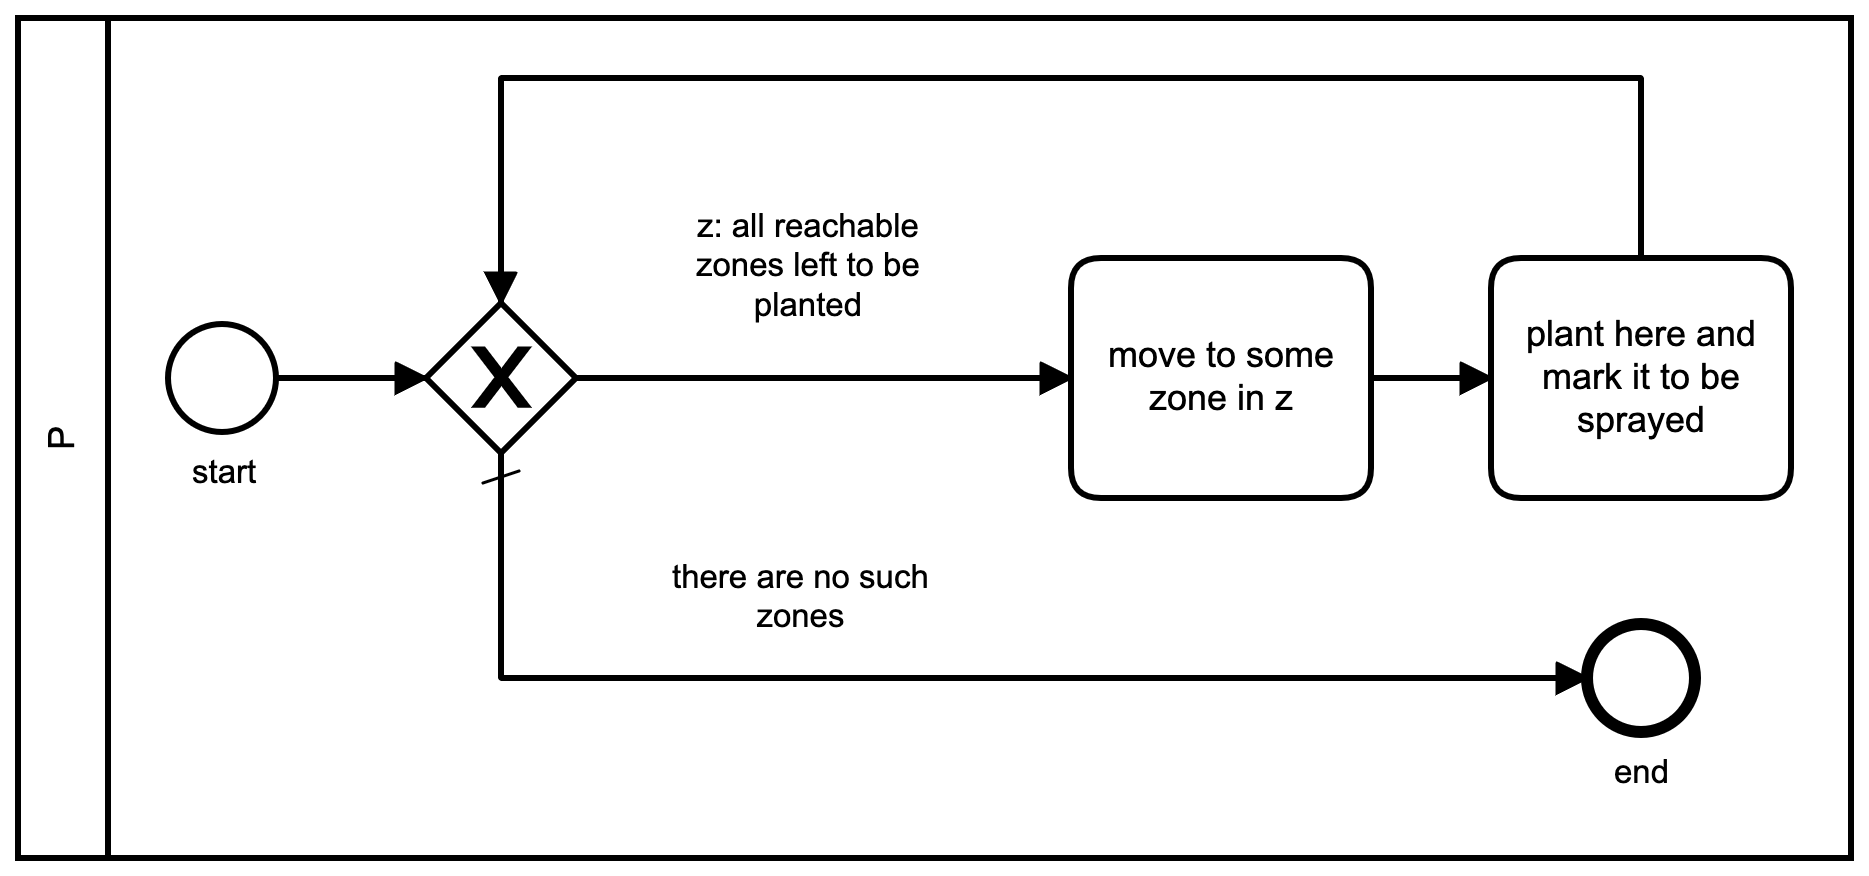 P
start
X
z: all reachable
zones left to be
planted
move to some
zone in z
plant here and
mark it to be
sprayed
there are no such
zones
end